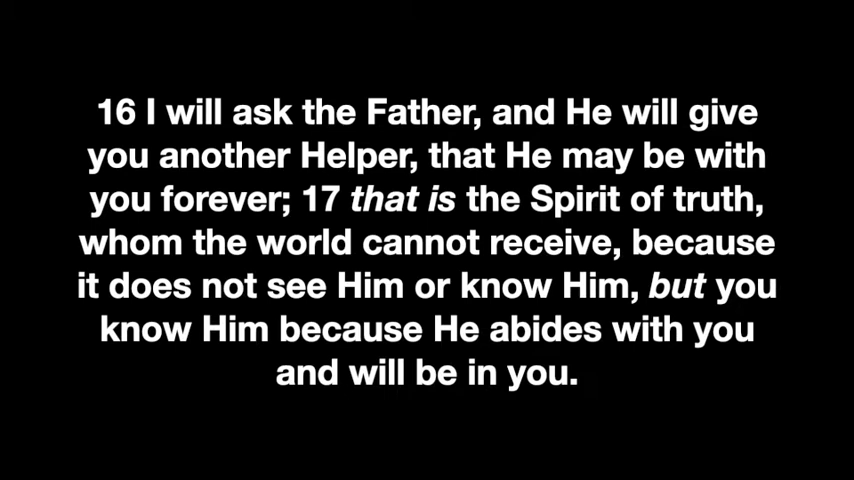 16 I will ask the Father, and He will give
you another Helper, that He may be with
you forever; 17 that is the Spirit of truth,
whom the world cannot receive, because
it does not see Him or know Him, but you
know Him because He abides with you
and will be in you.